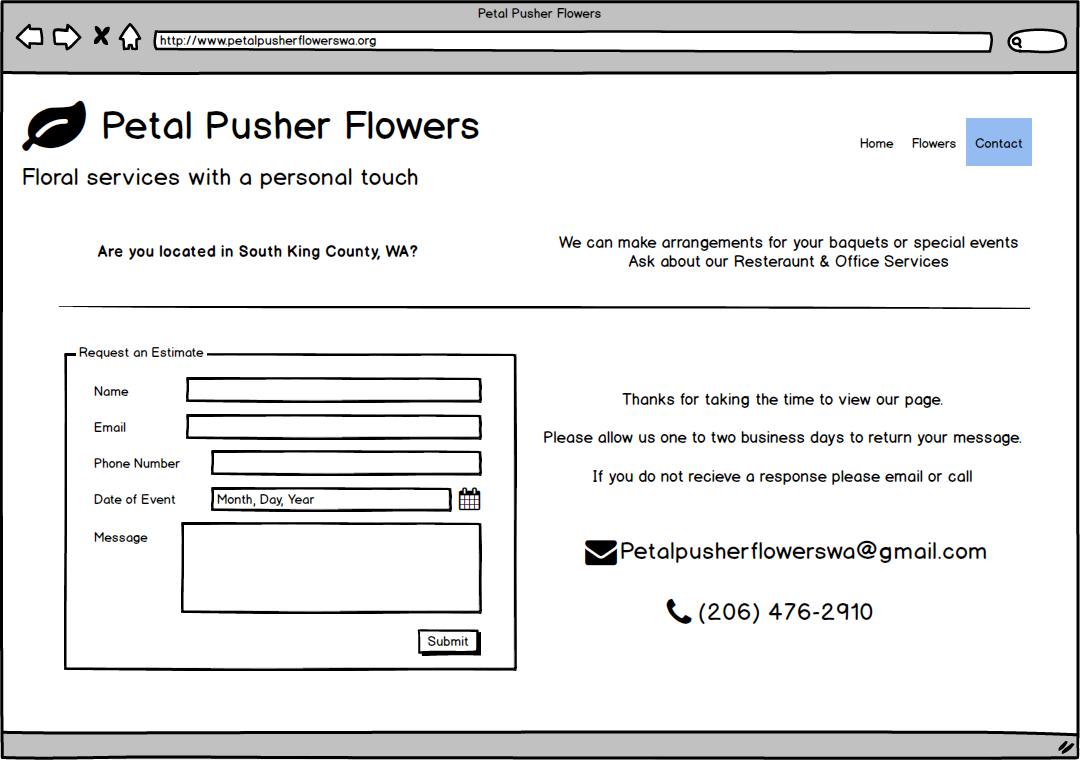 Petal Pusher Flowers
http://www.petalpusherflowerswa.org
Petal Pusher Flowers
Home Flowers Contact
Floral services with a personal touch
Are you located in South King County, WA?
We can make arrangements for your baquets or special events
Ask about our Resteraunt & Office Services
Request an Estimate
Name
Email
Phone Number
Date of Event Month, Day, Year
Message
Submit
Thanks for taking the time to view our page.
Please allow us one to two business days to return your message.
If you do not recieve a response please email or call
Petalpusherflowerswa@gmail.com
(206) 476-2910